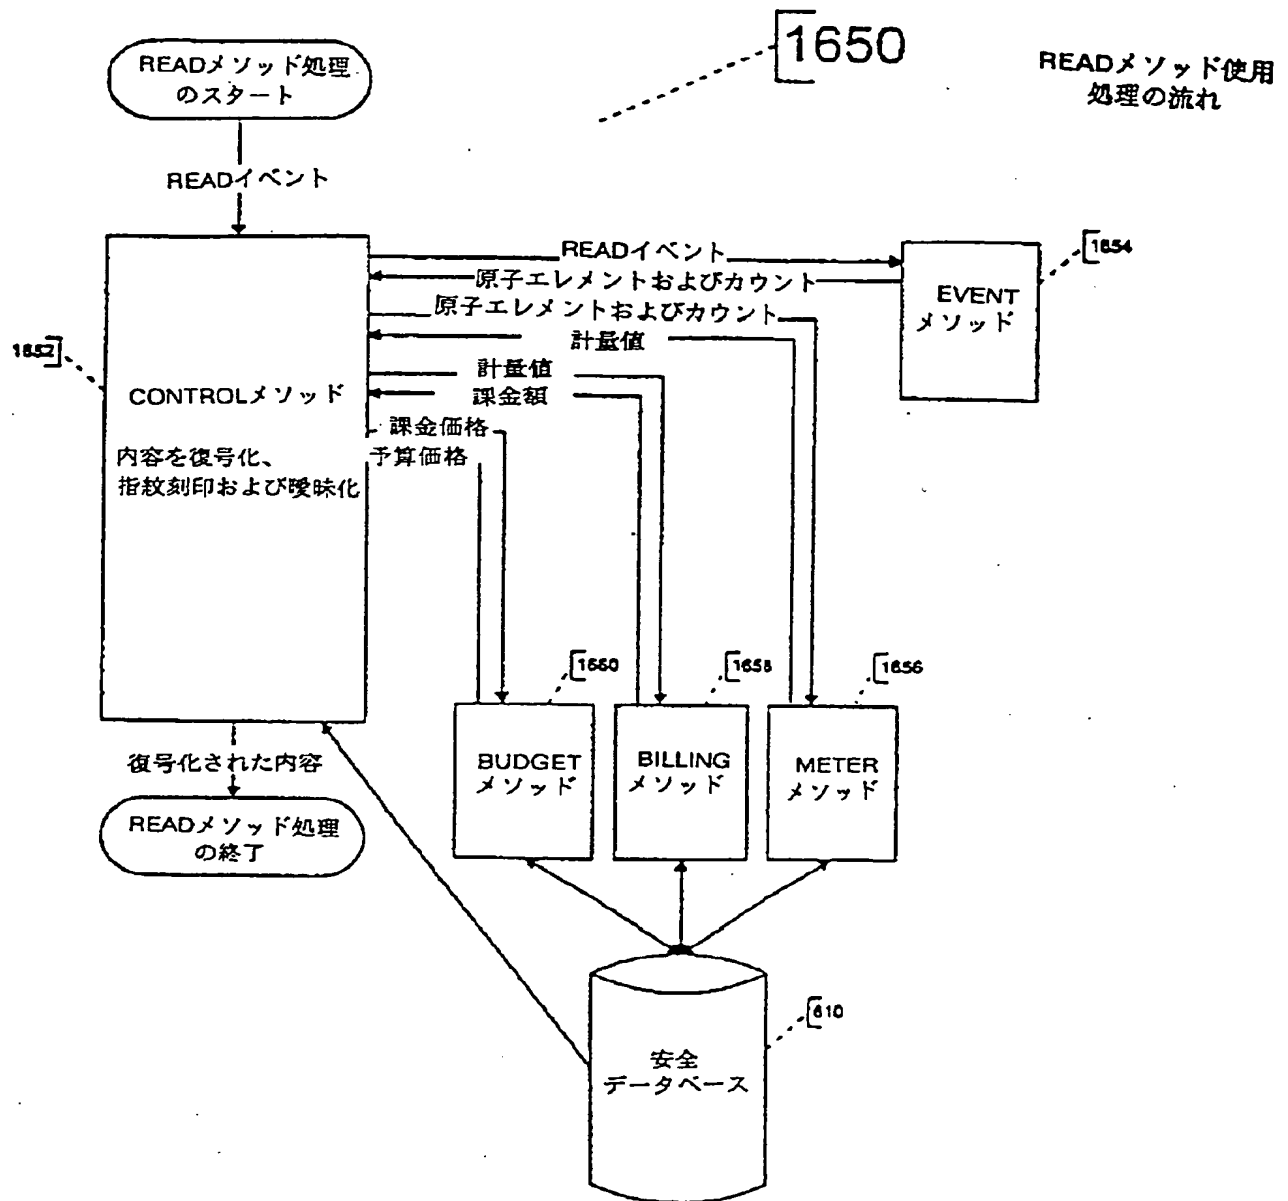 1650
READメソッド使用
処理の流れ
READメソッド処理
のスタート
READイベント
READイベント
原子エレメントおよびカウント
原子エレメントおよびカウント
計量値
計量値
課金額
課金価格
予算価格
1654
EVENT
メソッド
1652
CONTROLメソッド
内容を復号化、
指紋刻印および曖昧化
1660
1658
1656
BUDGET
メソッド
BILLING
メソッド
METER
メソッド
復号化された内容
READメソッド処理
の終了
610
安全
データベース